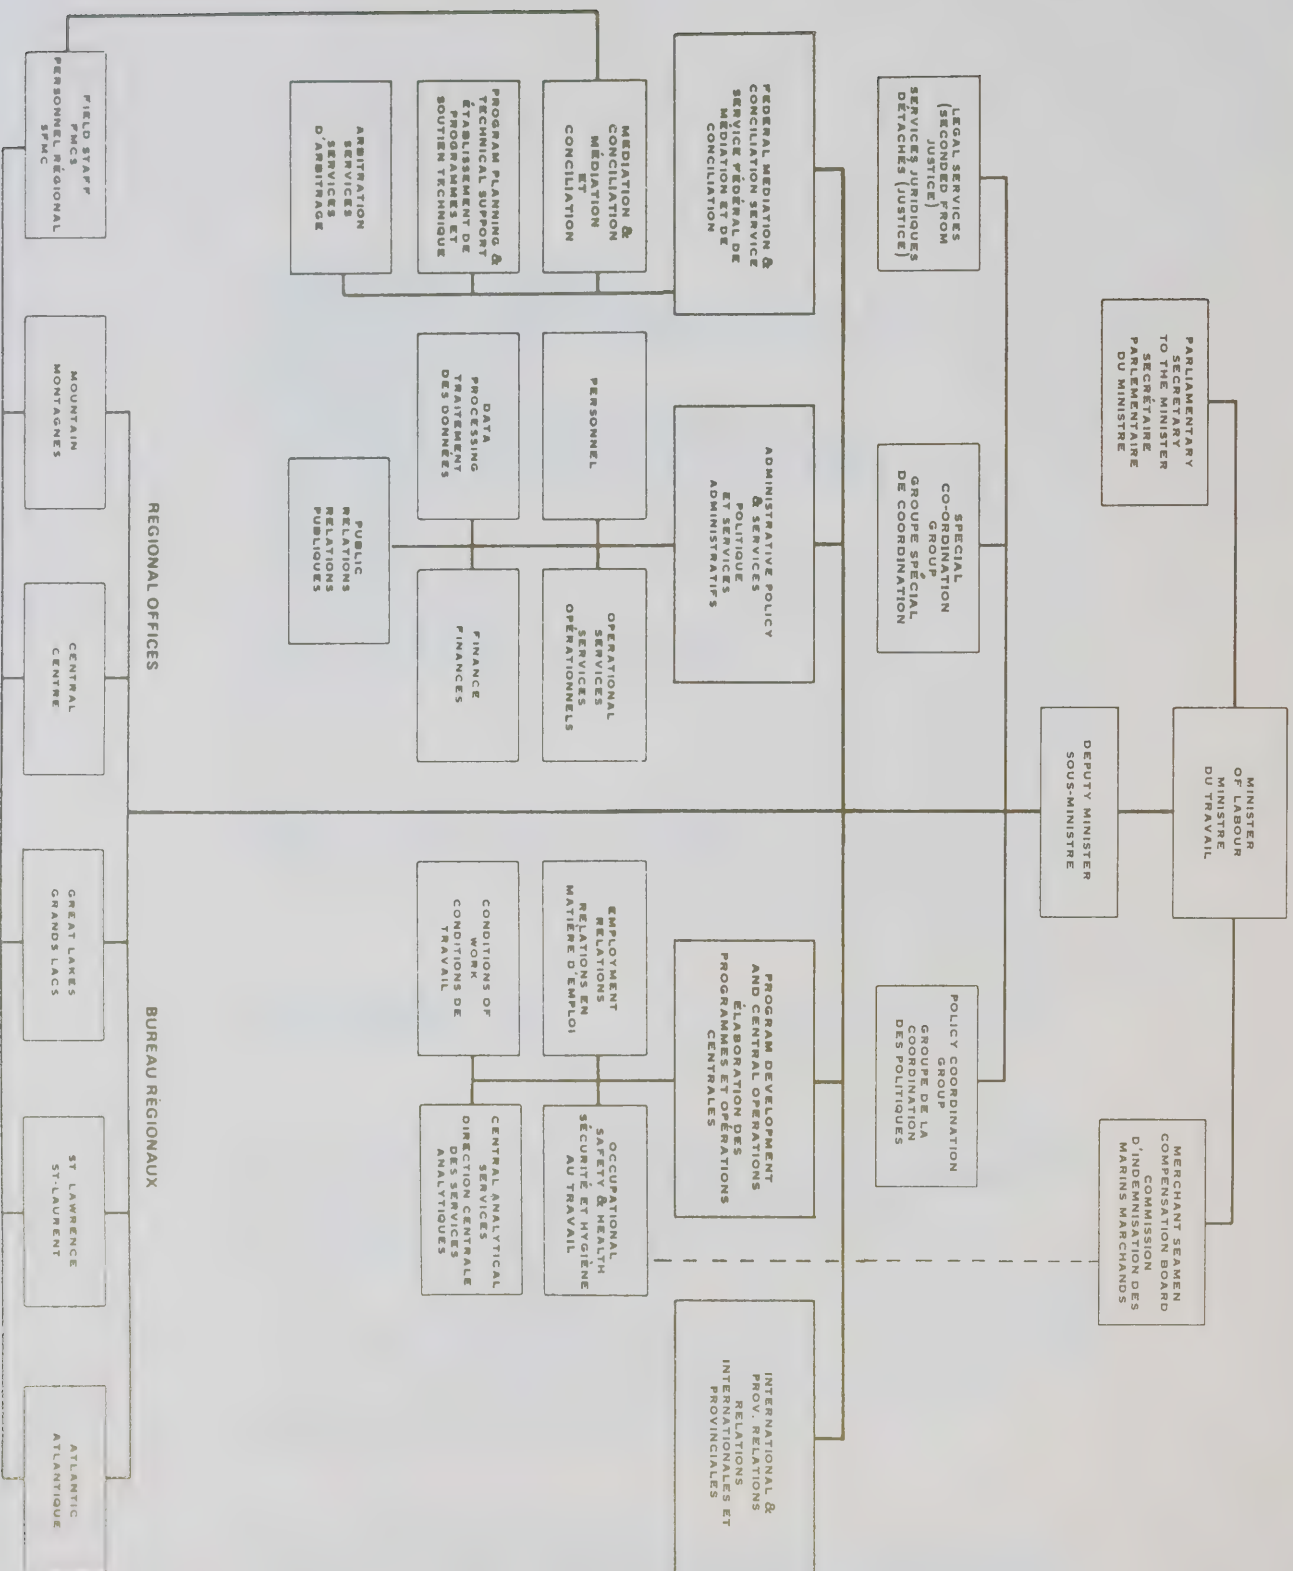 MINISTER
OF LABOUR
MINISTRE
DU TRAVAIL
PARLIAMENTARY
SECRETARY
TO THE MINISTER
SECRÉTAIRE
PARLEMENTAIRE
DU MINISTRE
MERCHANT SEAMEN
COMPENSATION BOARD
COMMISSION
D'INDEMNISATION DES
MARINS MARCHANDS
DEPUTY MINISTER
SOUS-MINISTRE
LEGAL SERVICES
(SECONDED FROM
JUSTICE)
SERVICES JURIDIQUES
DÉTACHÉS (JUSTICE)
SPECIAL
CO-ORDINATION
GROUP
GROUPE SPÉCIAL
DE COORDINATION
POLICY COORDINATION
GROUP
GROUPE DE LA
COORDINATION
DES POLITIQUES
FEDERAL MEDIATION &
CONCILIATION SERVICE
SERVICE FÉDÉRAL DE
MÉDIATION ET DE
CONCILIATION
ADMINISTRATIVE POLICY
& SERVICES
POLITIQUE
ET SERVICES
ADMINISTRATIFS
PROGRAM DEVELOPMENT
AND CENTRAL OPERATIONS
ÉLABORATION DES
PROGRAMMES ET OPÉRATIONS
CENTRALES
INTERNATIONAL &
PROV. RELATIONS
RELATIONS
INTERNATIONALES ET
PROVINCIALES
MEDIATION &
CONCILIATION
MÉDIATION
ET
CONCILIATION
PERSONNEL
OPERATIONAL
SERVICES
SERVICES
OPÉRATIONNELS
EMPLOYMENT
RELATIONS
RELATIONS EN
MATIÈRE D'EMPLOI
OCCUPATIONAL
SAFETY & HEALTH
SÉCURITÉ ET HYGIÈNE
AU TRAVAIL
PROGRAM PLANNING &
TECHNICAL SUPPORT
ÉTABLISSEMENT DE
PROGRAMMES ET
SOUTIEN TECHNIQUE
DATA
PROCESSING
TRAITEMENT
DES DONNÉES
FINANCE
FINANCES
CONDITIONS OF
WORK
CONDITIONS DE
TRAVAIL
CENTRAL ANALYTICAL
SERVICES
DIRECTION CENTRALE
DES SERVICES
ANALYTIQUES
ARBITRATION
SERVICES
SERVICES
D'ARBITRAGE
PUBLIC
RELATIONS
RELATIONS
PUBLIQUES
REGIONAL OFFICES
BUREAU RÉGIONAUX
FIELD STAFF
FMCS
PERSONNEL RÉGIONAL
SFMC
MOUNTAIN
MONTAGNES
CENTRAL
CENTRE
GREAT LAKES
GRANDS LACS
ST LAWRENCE
ST-LAURENT
ATLANTIC
ATLANTIQUE